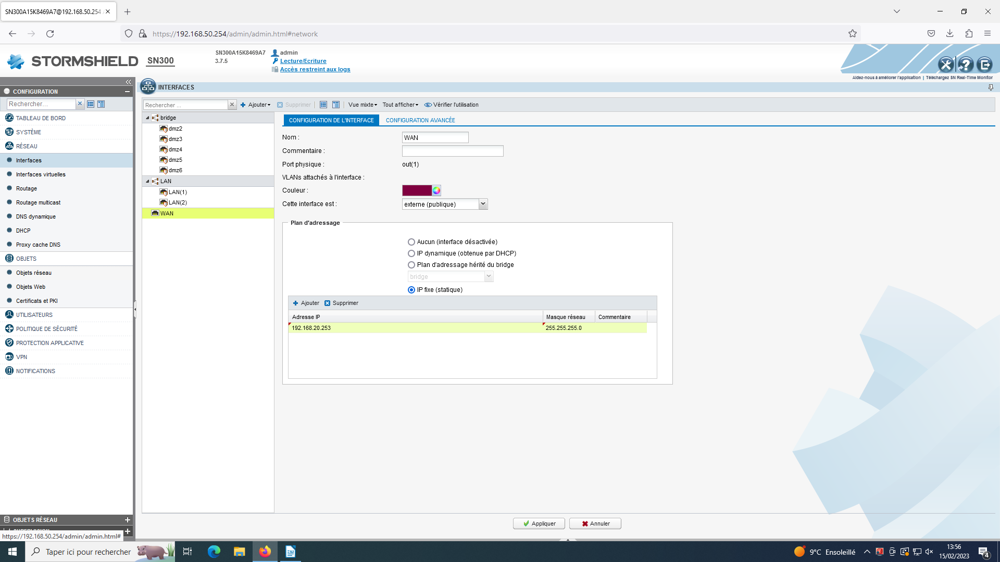 SN300A15K8469A7@192.168.50.254
https://192.168.50.254/admin/admin.html#network
STORMSHIELD SN300
SN300A15K8469A7
3.7.5
admin
Lecture/Ecriture
Accès restreint aux logs
Aidez-nous à améliorer l'application | Téléchargez SN Real-Time Monitor
CONFIGURATION
Rechercher...
TABLEAU DE BORD
SYSTÈME
RÉSEAU
Interfaces
Interfaces virtuelles
Routage
Routage multicast
DNS dynamique
DHCP
Proxy cache DNS
OBJETS
Objets réseau
Objets Web
Certificats et PKI
UTILISATEURS
POLITIQUE DE SÉCURITÉ
PROTECTION APPLICATIVE
VPN
NOTIFICATIONS
OBJETS RÉSEAU
https://192.168.50.254/admin/admin.html#
INTERFACES
Rechercher ... Ajouter Supprimer Vue mixte Tout afficher Vérifier l'utilisation
bridge
dmz2
dmz3
dmz4
dmz5
dmz6
LAN
LAN(1)
LAN(2)
WAN
CONFIGURATION DE L'INTERFACE CONFIGURATION AVANCÉE
Nom : WAN
Commentaire :
Port physique : out(1)
VLANs attachés à l'interface :
Couleur :
Cette interface est : externe (publique)
Plan d'adressage
Aucun (interface désactivée)
IP dynamique (obtenue par DHCP)
Plan d'adressage hérité du bridge
bridge
IP fixe (statique)
Ajouter Supprimer
Adresse IP Masque réseau Commentaire
192.168.20.253 255.255.255.0
Appliquer Annuler
Taper ici pour rechercher
9°C Ensoleillé
13:56
15/02/2023
4